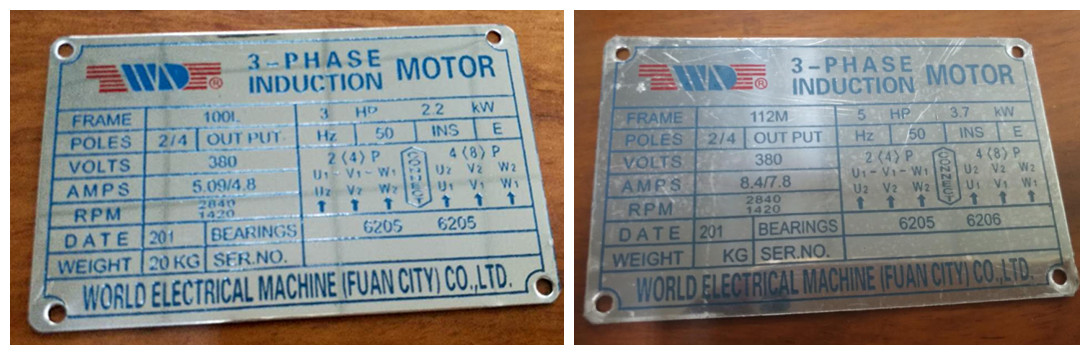 WD ® 3-PHASE INDUCTION MOTOR
FRAME 100L 3 HP 2.2 kW
POLES 2/4 OUT PUT Hz 50 INS E
VOLTS 380 2 (4) P CONNECT 4 (8) P
AMPS 5.09/4.8 U1 - V1 - W1 U2 V2 W2
U2 V2 W2 U1 V1 W1
RPM 2840 1420
DATE 201 BEARINGS 6205 6205
WEIGHT 20 KG SER.NO.
WORLD ELECTRICAL MACHINE (FUAN CITY) CO.,LTD.
WD ® 3-PHASE INDUCTION MOTOR
FRAME 112M 5 HP 3.7 kW
POLES 2/4 OUT PUT Hz 50 INS E
VOLTS 380 2 (4) P CONNECT 4 (8) P
AMPS 8.4/7.8 U1 - V1 - W1 U2 V2 W2
U2 V2 W2 U1 V1 W1
RPM 2840 1420
DATE 201 BEARINGS 6205 6206
WEIGHT KG SER.NO.
WORLD ELECTRICAL MACHINE (FUAN CITY) CO.,LTD.